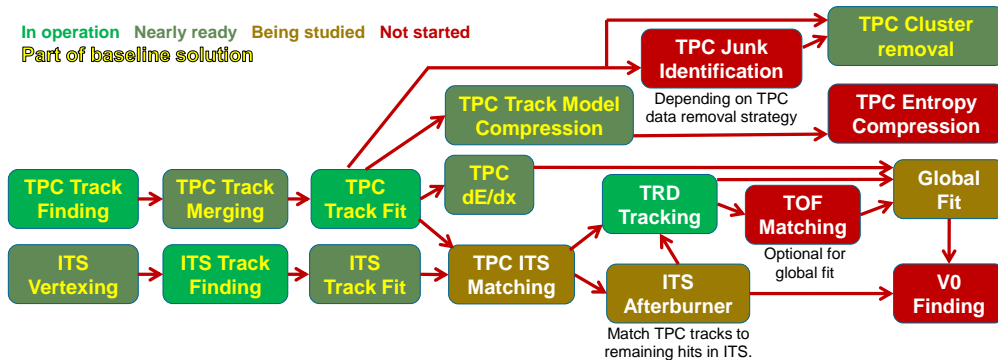 In operation Nearly ready Being studied Not started
Part of baseline solution
TPC Junk
Identification
Depending on TPC
data removal strategy
TPC Cluster
removal
TPC Track Model
Compression
TPC Entropy
Compression
TPC Track
Finding
TPC Track
Merging
TPC
Track Fit
TPC
dE/dx
TRD
Tracking
TOF
Matching
Optional for
global fit
Global
Fit
ITS
Vertexing
ITS Track
Finding
ITS
Track Fit
TPC ITS
Matching
ITS
Afterburner
Match TPC tracks to
remaining hits in ITS.
V0
Finding